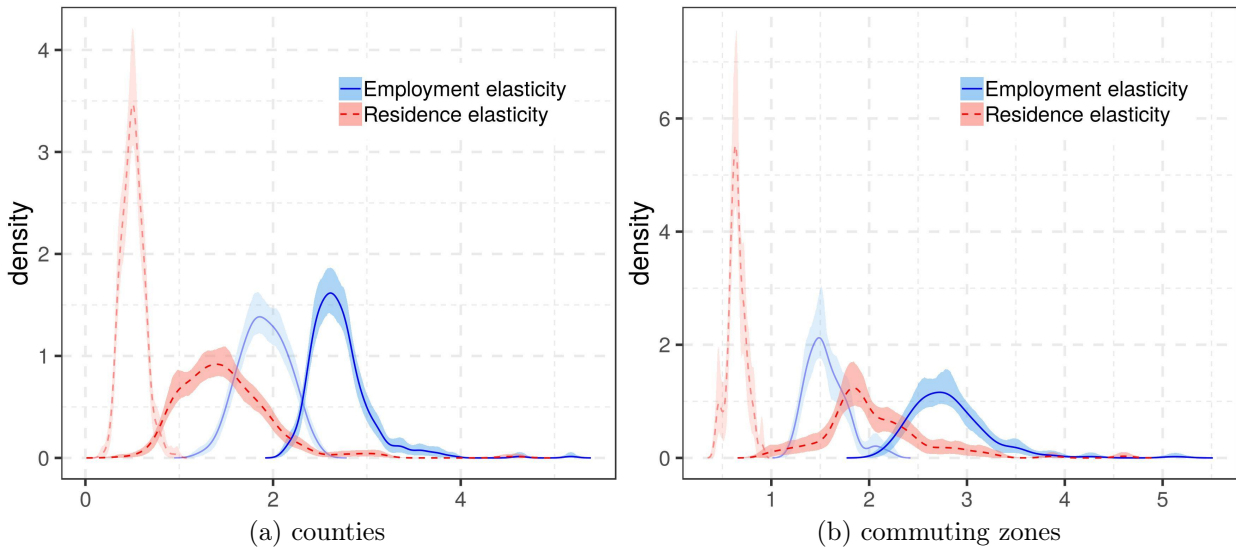 4
3
2
1
0
density
Employment elasticity
Residence elasticity
0
2
4
(a) counties
6
4
2
0
density
Employment elasticity
Residence elasticity
1
2
3
4
5
(b) commuting zones